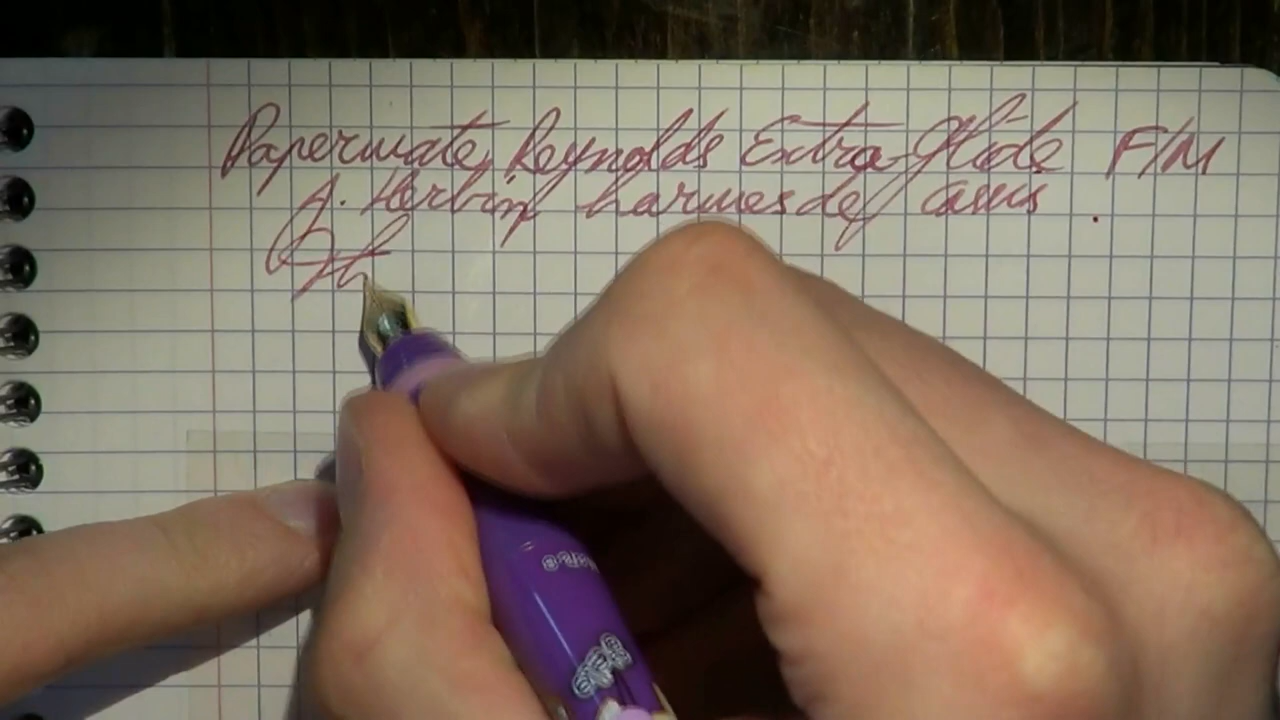 Papermate, Reynolds Extra-Glide F/M
J. Herbin, Larmes de Cassis.